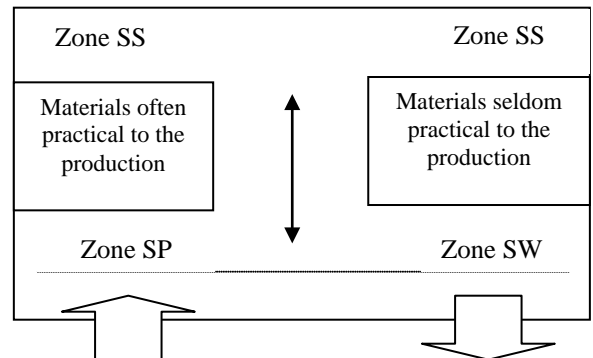 Zone SS
Zone SS
Materials often
practical to the
production
Materials seldom
practical to the
production
Zone SP
Zone SW